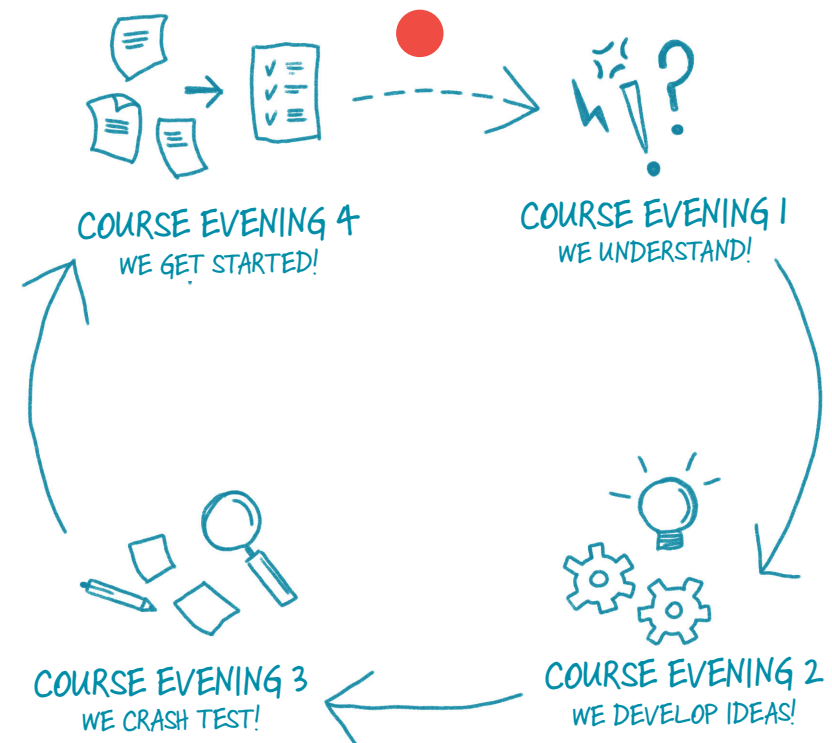 COURSE EVENING 4
WE GET STARTED!
COURSE EVENING 1
WE UNDERSTAND!
COURSE EVENING 3
WE CRASH TEST!
COURSE EVENING 2
WE DEVELOP IDEAS!